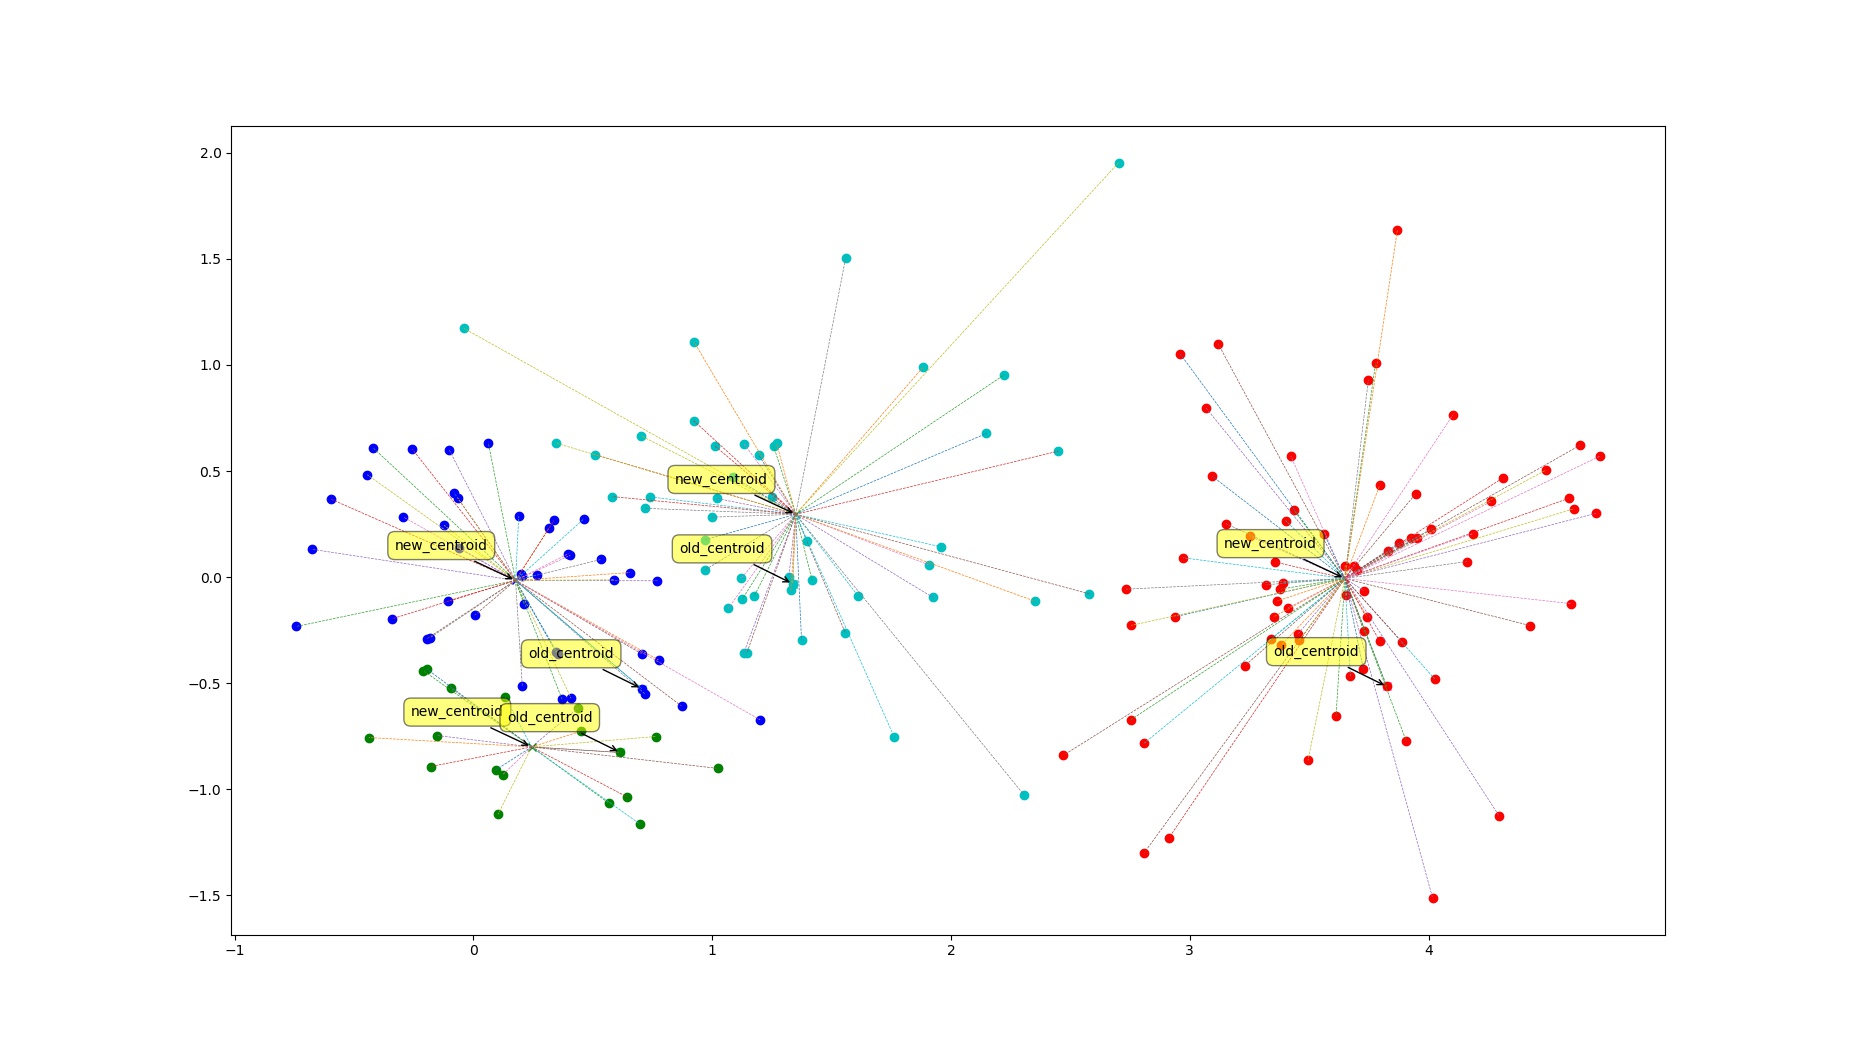 2.0
1.5
1.0
0.5
0.0
−0.5
−1.0
−1.5
new_centroid
old_centroid
new_centroid
new_centroid
old_centroid
old_centroid
new_centroid
old_centroid
−1
0
1
2
3
4